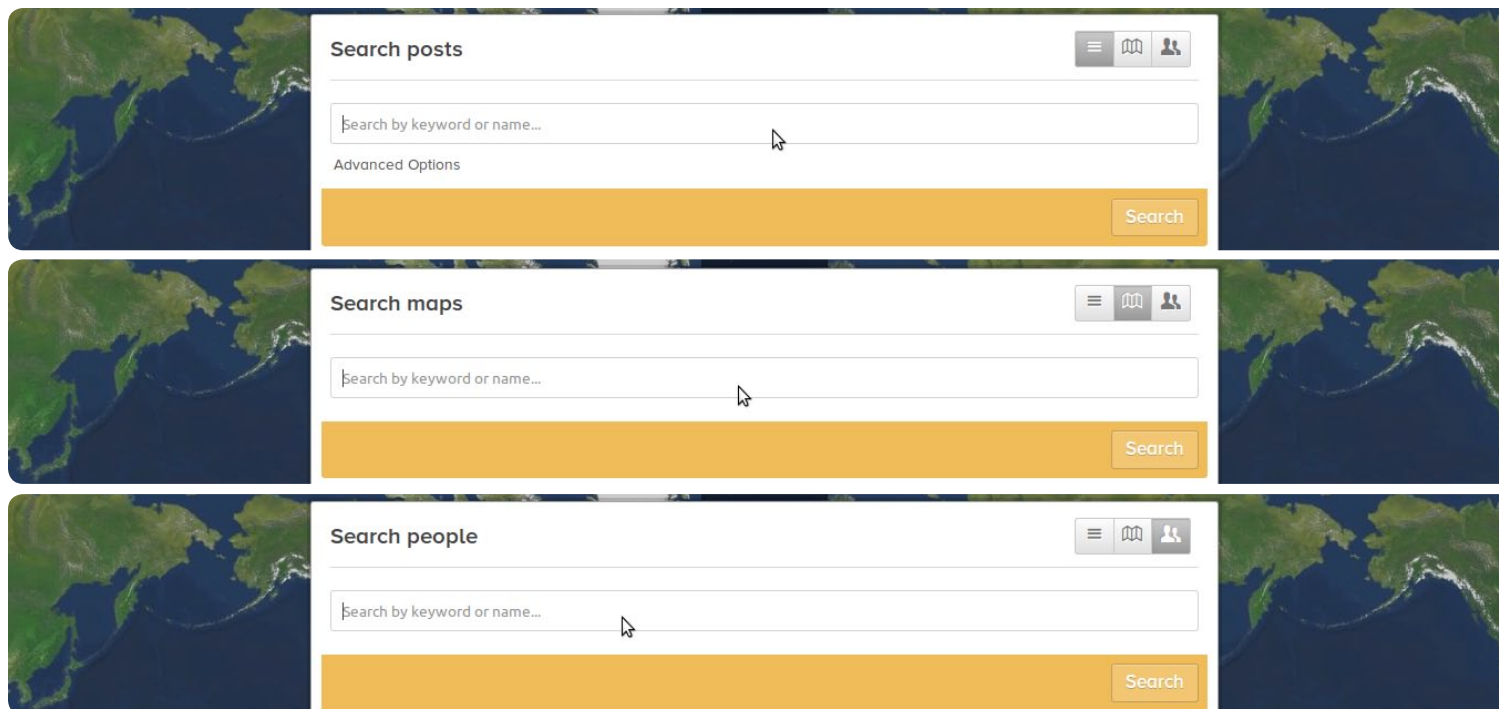 Search posts
Search by keyword or name...
Advanced Options
Search
Search maps
Search by keyword or name...
Search
Search people
Search by keyword or name...
Search